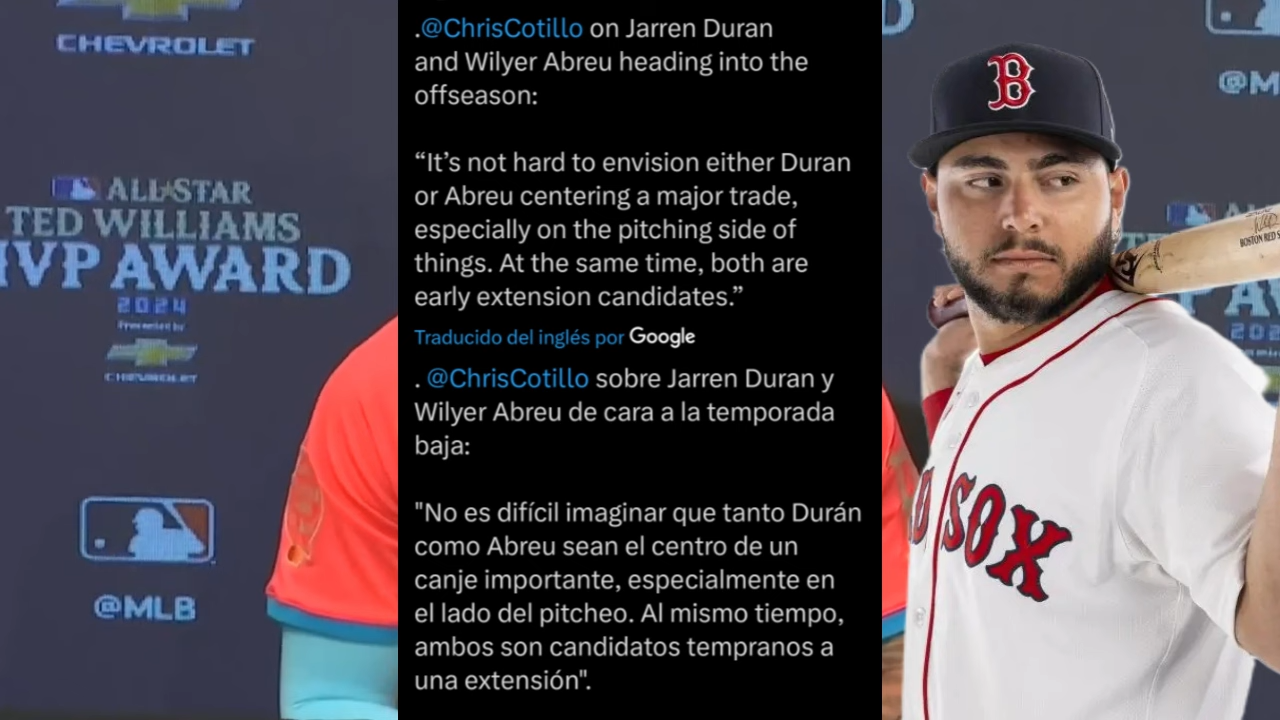 CHEVROLET
ALL★STAR
TED WILLIAMS
MVP AWARD
2024
Presented by
CHEVROLET
@MLB
.@ChrisCotillo on Jarren Duran
and Wilyer Abreu heading into the
offseason:
“It’s not hard to envision either Duran
or Abreu centering a major trade,
especially on the pitching side of
things. At the same time, both are
early extension candidates.”
Traducido del inglés por Google
. @ChrisCotillo sobre Jarren Duran y
Wilyer Abreu de cara a la temporada
baja:
"No es difícil imaginar que tanto Durán
como Abreu sean el centro de un
canje importante, especialmente en
el lado del pitcheo. Al mismo tiempo,
ambos son candidatos tempranos a
una extensión".
B
@M
BOSTON RED S
D SOX